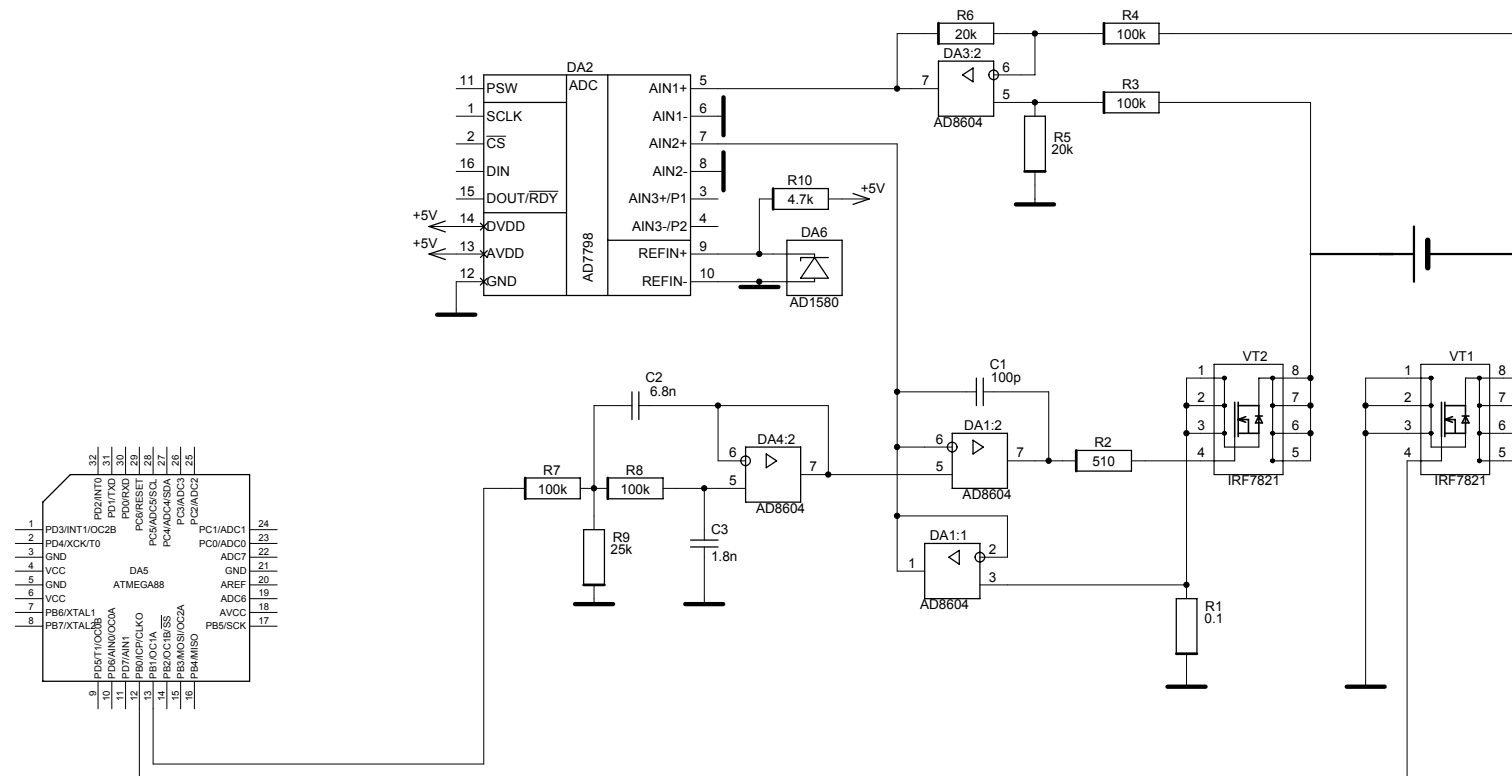 R6
20k
R4
100k
DA3:2
6
7
5
AD8604
R3
100k
R5
20k
DA2
ADC
AD7798
11 PSW
1 SCLK
2 CS
16 DIN
15 DOUT/RDY
+5V 14 DVDD
+5V 13 AVDD
12 GND
AIN1+ 5
AIN1- 6
AIN2+ 7
AIN2- 8
AIN3+/P1 3
AIN3-/P2 4
REFIN+ 9
REFIN- 10
R10
4.7k
+5V
DA6
AD1580
C2
6.8n
C1
100p
VT2
1
2
3
4
8
7
6
5
IRF7821
VT1
1
2
3
4
8
7
6
5
IRF7821
DA4:2
6
5
7
AD8604
DA1:2
6
5
7
AD8604
R2
510
R7
100k
R8
100k
R9
25k
C3
1.8n
DA1:1
1
2
3
AD8604
R1
0.1
DA5
ATMEGA88
32 PD2/INT0
31 PD1/TXD
30 PD0/RXD
29 PC6/RESET
28 PC5/ADC5/SCL
27 PC4/ADC4/SDA
26 PC3/ADC3
25 PC2/ADC2
1 PD3/INT1/OC2B
2 PD4/XCK/T0
3 GND
4 VCC
5 GND
6 VCC
7 PB6/XTAL1
8 PB7/XTAL2
PC1/ADC1 24
PC0/ADC0 23
ADC7 22
GND 21
AREF 20
ADC6 19
AVCC 18
PB5/SCK 17
9 PD5/T1/OC0B
10 PD6/AIN0/OC0A
11 PD7/AIN1
12 PB0/ICP/CLKO
13 PB1/OC1A
14 PB2/OC1B/SS
15 PB3/MOSI/OC2A
16 PB4/MISO